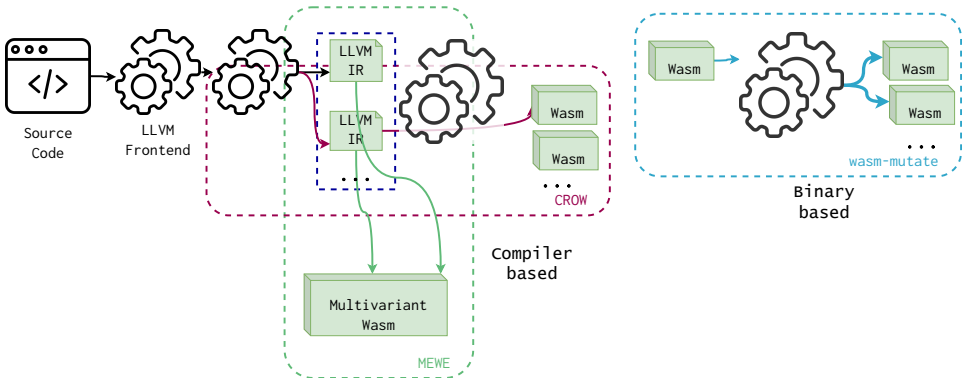 Source
Code
LLVM
Frontend
LLVM
IR
LLVM
IR
...
Wasm
Wasm
...
CROW
Compiler
based
Multivariant
Wasm
MEWE
Wasm
Wasm
Wasm
...
wasm-mutate
Binary
based